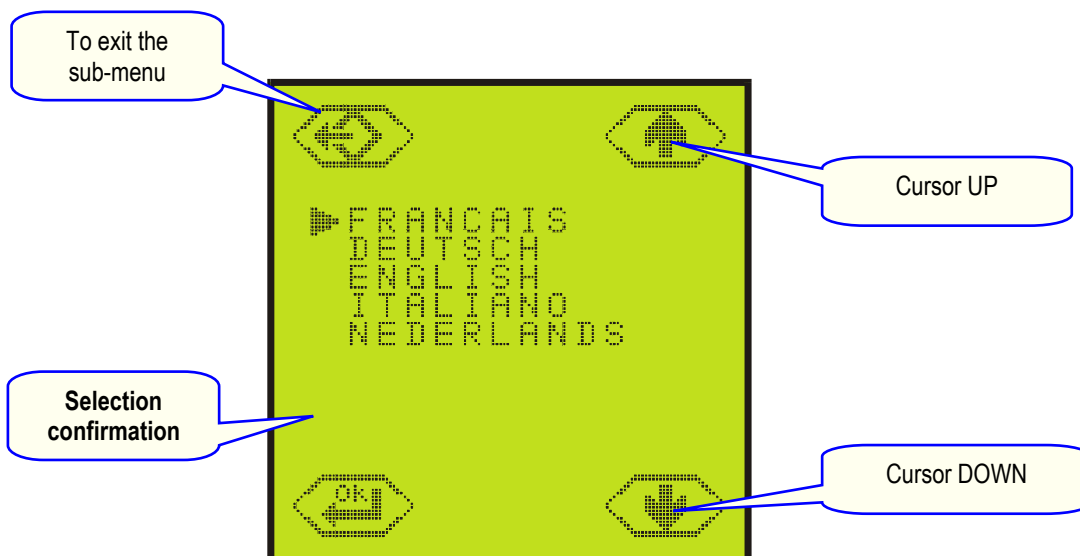 To exit the
sub-menu
Cursor UP
FRANCAIS
DEUTSCH
ENGLISH
ITALIANO
NEDERLANDS
Selection
confirmation
Cursor DOWN
Ok